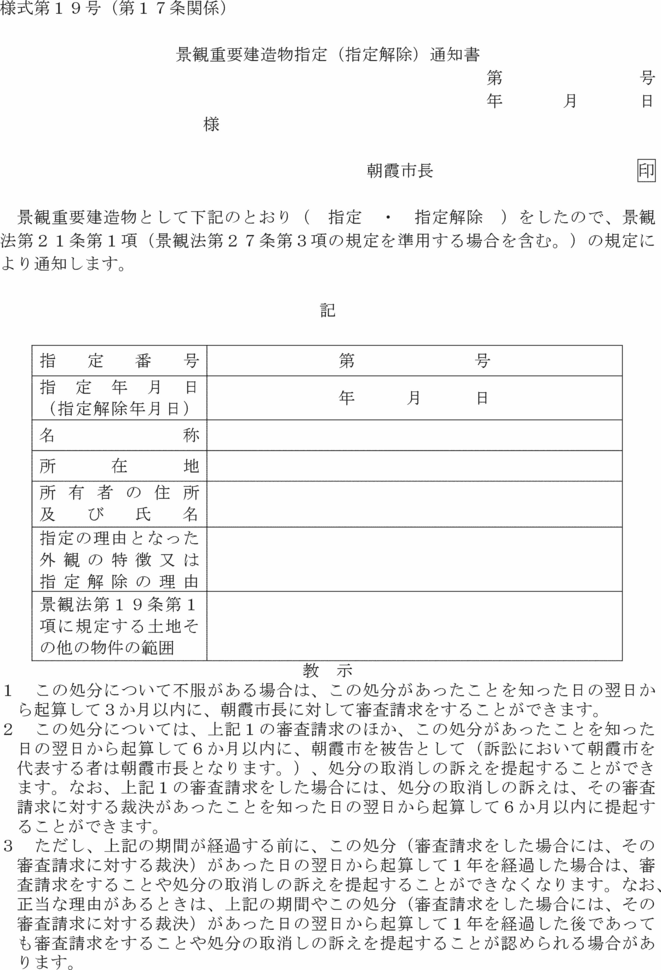 様式第１９号（第１７条関係）
景観重要建造物指定（指定解除）通知書
第　　　　　　　　号
年　　　月　　　日
様
朝霞市長　　　　　　　　　　　　印
　景観重要建造物として下記のとおり（　指定　・　指定解除　）をしたので、景観
法第２１条第１項（景観法第２７条第３項の規定を準用する場合を含む。）の規定に
より通知します。
記
指　定　番　号　　　　　　　　第　　　　　　　号
指　定　年　月　日
（指定解除年月日）　　　　　　年　　　月　　　日
名　　　　　　　称
所　　　在　　　地
所有者の住所
及　び　氏　名
指定の理由となった
外観の特徴又は
指定解除の理由
景観法第１９条第１
項に規定する土地そ
の他の物件の範囲
教　示
１　この処分について不服がある場合は、この処分があったことを知った日の翌日か
ら起算して３か月以内に、朝霞市長に対して審査請求をすることができます。
２　この処分については、上記１の審査請求のほか、この処分があったことを知った
日の翌日から起算して６か月以内に、朝霞市を被告として（訴訟において朝霞市を
代表する者は朝霞市長となります。）、処分の取消しの訴えを提起することができ
ます。なお、上記１の審査請求をした場合には、処分の取消しの訴えは、その審査
請求に対する裁決があったことを知った日の翌日から起算して６か月以内に提起す
ることができます。
３　ただし、上記の期間が経過する前に、この処分（審査請求をした場合には、その
審査請求に対する裁決）があった日の翌日から起算して１年を経過した場合は、審
査請求をすることや処分の取消しの訴えを提起することができなくなります。なお、
正当な理由があるときは、上記の期間やこの処分（審査請求をした場合には、その
審査請求に対する裁決）があった日の翌日から起算して１年を経過した後であって
も審査請求をすることや処分の取消しの訴えを提起することが認められる場合があ
ります。